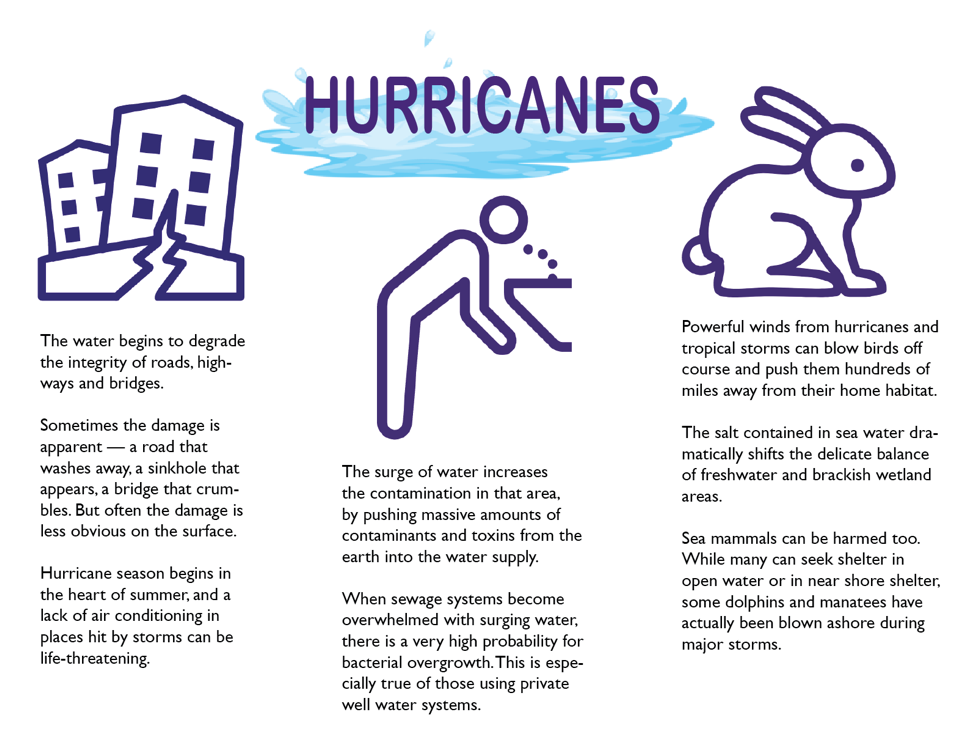 HURRICANES
The water begins to degrade
the integrity of roads, high-
ways and bridges.
Sometimes the damage is
apparent — a road that
washes away, a sinkhole that
appears, a bridge that crum-
bles. But often the damage is
less obvious on the surface.
Hurricane season begins in
the heart of summer, and a
lack of air conditioning in
places hit by storms can be
life-threatening.
The surge of water increases
the contamination in that area,
by pushing massive amounts of
contaminants and toxins from the
earth into the water supply.
When sewage systems become
overwhelmed with surging water,
there is a very high probability for
bacterial overgrowth. This is espe-
cially true of those using private
well water systems.
Powerful winds from hurricanes and
tropical storms can blow birds off
course and push them hundreds of
miles away from their home habitat.
The salt contained in sea water dra-
matically shifts the delicate balance
of freshwater and brackish wetland
areas.
Sea mammals can be harmed too.
While many can seek shelter in
open water or in near shore shelter,
some dolphins and manatees have
actually been blown ashore during
major storms.